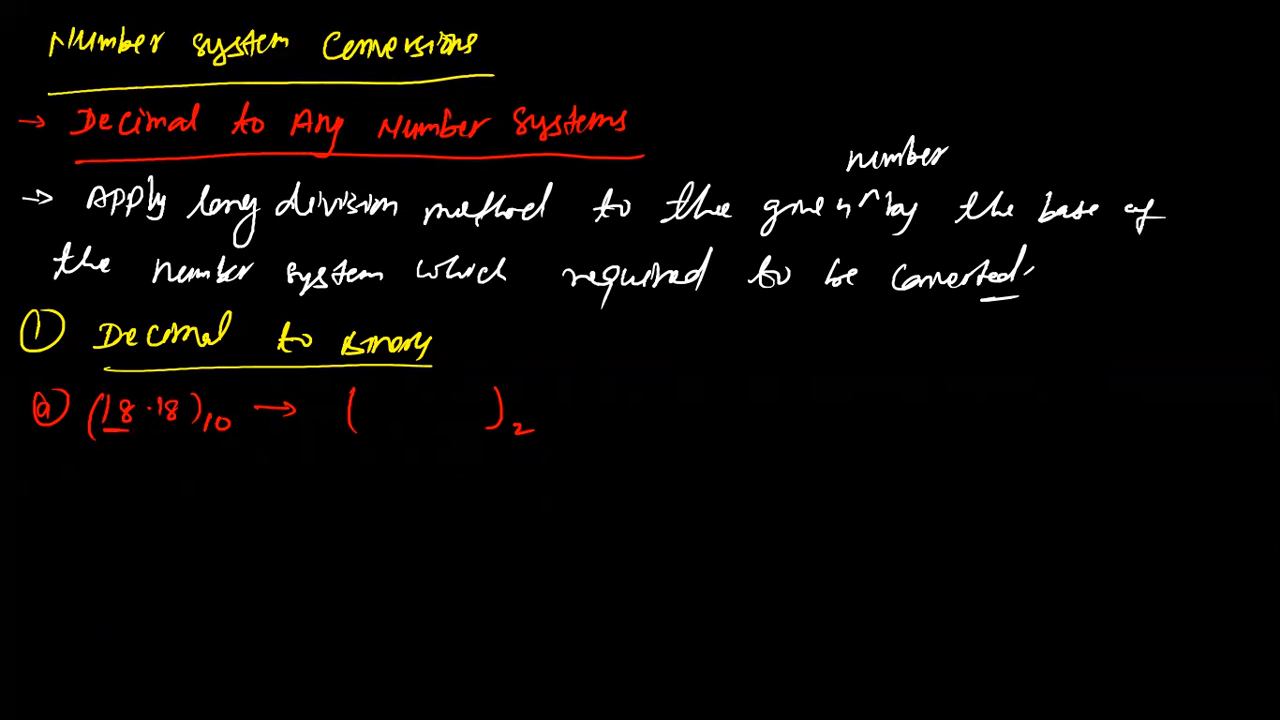 Number System Conversions
→ Decimal to Any Number Systems
number
→ Apply long division method to the given ^ by the base of
the number system which required to be converted.
① Decimal to Binary
ⓐ (18.18)₁₀ → ( )₂